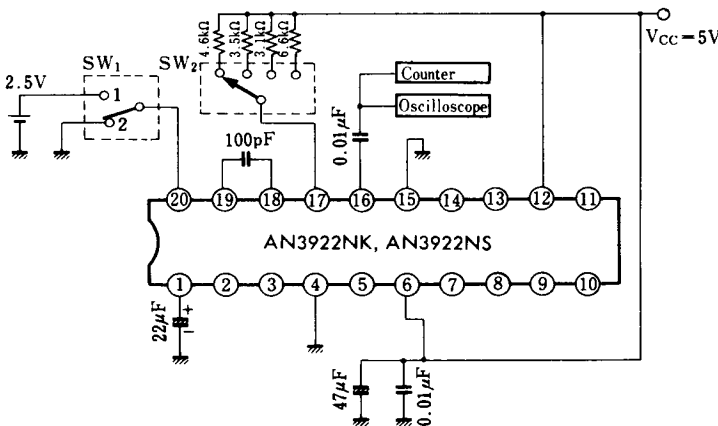 4.6kΩ
3.5kΩ
3.1kΩ
6.6kΩ
VCC=5V
SW1
SW2
2.5V
1
2
Counter
Oscilloscope
0.01μF
100pF
20 19 18 17 16 15 14 13 12 11
AN3922NK, AN3922NS
1 2 3 4 5 6 7 8 9 10
22μF
+
−
47μF
0.01μF